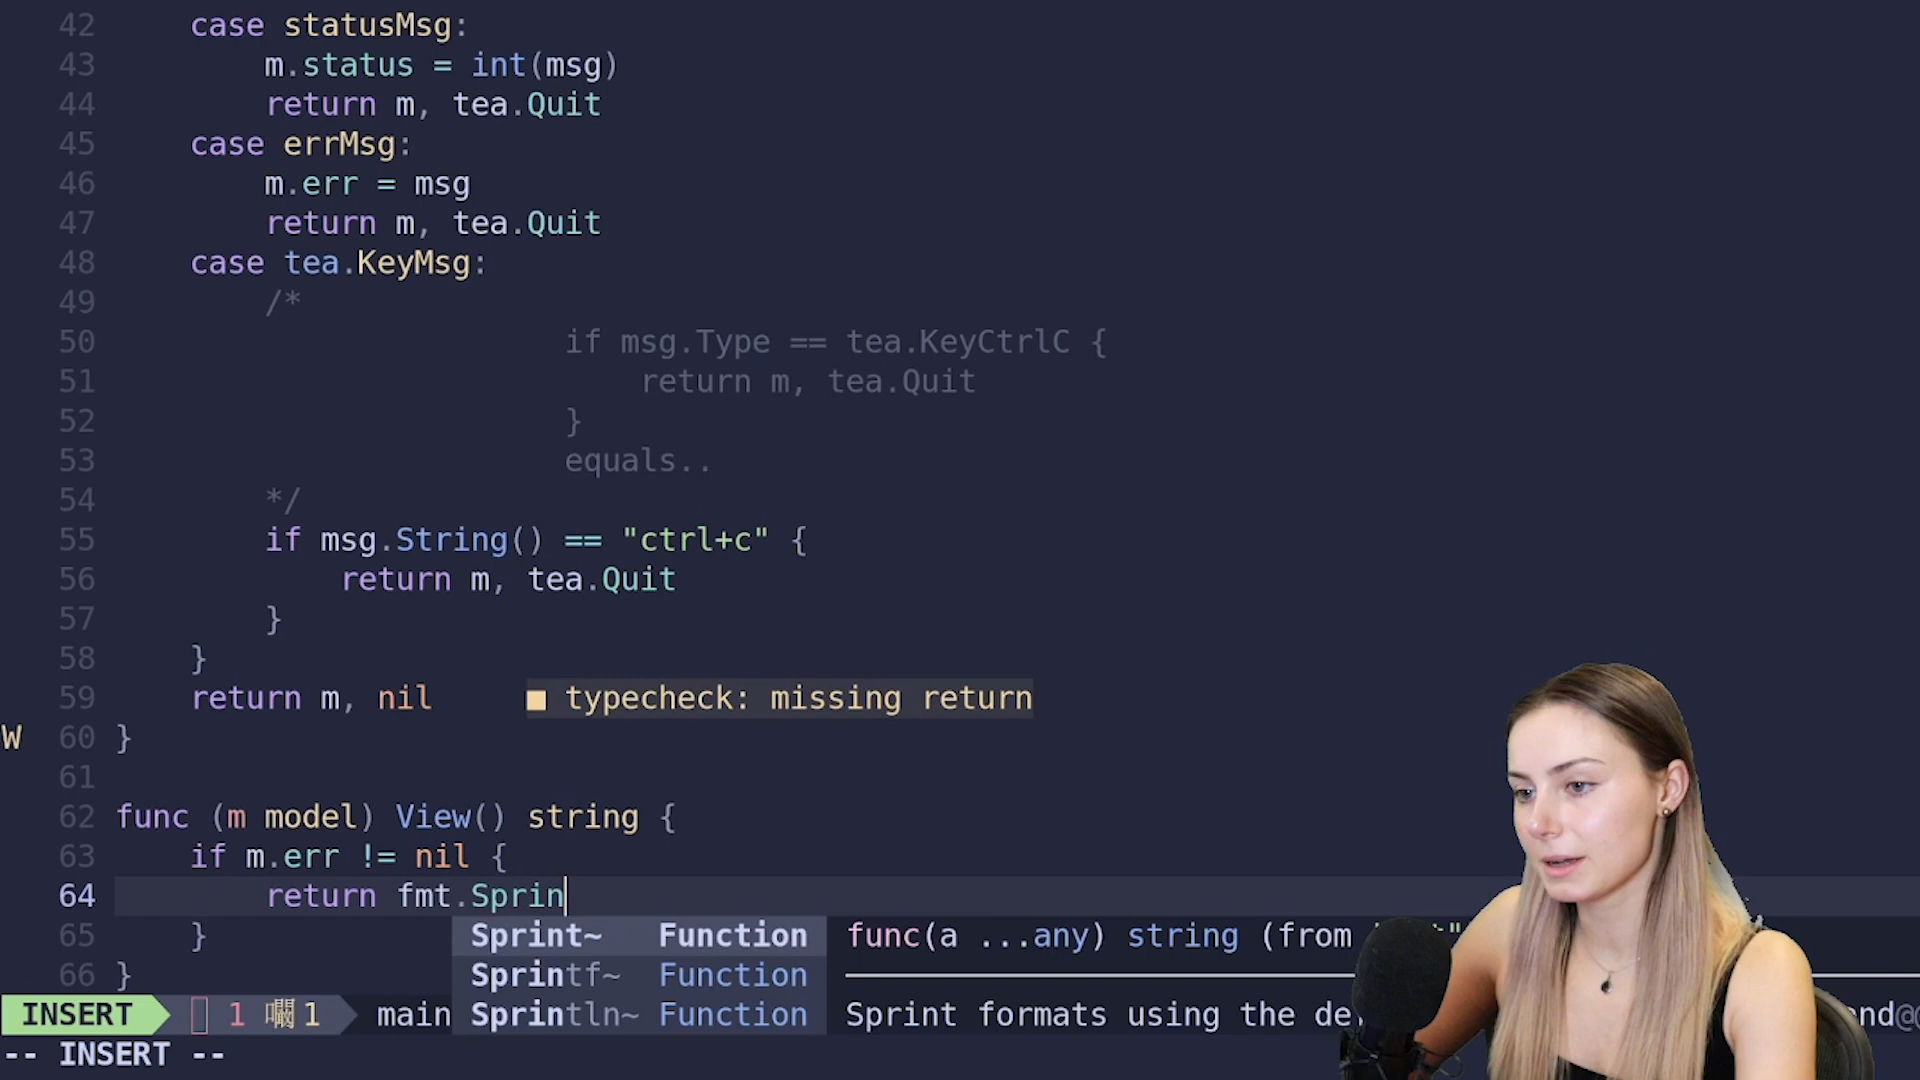 42 case statusMsg:
43 m.status = int(msg)
44 return m, tea.Quit
45 case errMsg:
46 m.err = msg
47 return m, tea.Quit
48 case tea.KeyMsg:
49 /*
50 if msg.Type == tea.KeyCtrlC {
51 return m, tea.Quit
52 }
53 equals..
54 */
55 if msg.String() == "ctrl+c" {
56 return m, tea.Quit
57 }
58 }
59 return m, nil ■ typecheck: missing return
W 60 }
61
62 func (m model) View() string {
63 if m.err != nil {
64 return fmt.Sprin
65 } Sprint~ Function func(a ...any) string (from
66 } Sprintf~ Function
INSERT 1 1 main Sprintln~ Function Sprint formats using the
-- INSERT --